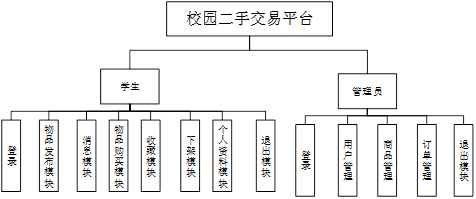 校园二手交易平台
学生
管理员
登录
物品发布模块
消息模块
物品购买模块
收藏模块
下架模块
个人资料模块
退出模块
登录
用户管理
商品管理
订单管理
退出模块